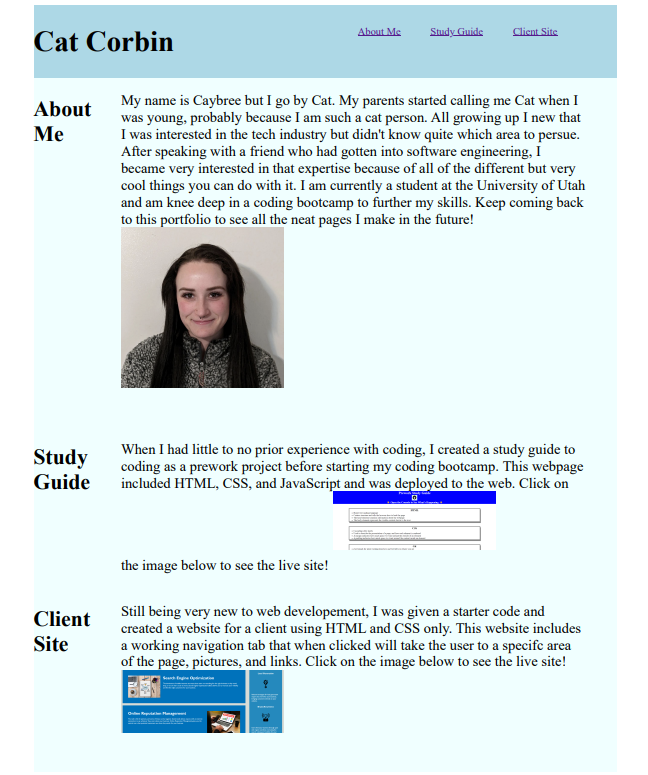 Cat Corbin
About Me
Study Guide
Client Site
About
Me
My name is Caybree but I go by Cat. My parents started calling me Cat when I
was young, probably because I am such a cat person. All growing up I new that
I was interested in the tech industry but didn't know quite which area to persue.
After speaking with a friend who had gotten into software engineering, I
became very interested in that expertise because of all of the different but very
cool things you can do with it. I am currently a student at the University of Utah
and am knee deep in a coding bootcamp to further my skills. Keep coming back
to this portfolio to see all the neat pages I make in the future!
Study
Guide
When I had little to no prior experience with coding, I created a study guide to
coding as a prework project before starting my coding bootcamp. This webpage
included HTML, CSS, and JavaScript and was deployed to the web. Click on
Prework Study Guide
HTML
CSS
the image below to see the live site!
Client
Site
Still being very new to web developement, I was given a starter code and
created a website for a client using HTML and CSS only. This website includes
a working navigation tab that when clicked will take the user to a specifc area
of the page, pictures, and links. Click on the image below to see the live site!
Search Engine Optimization
Online Reputation Management